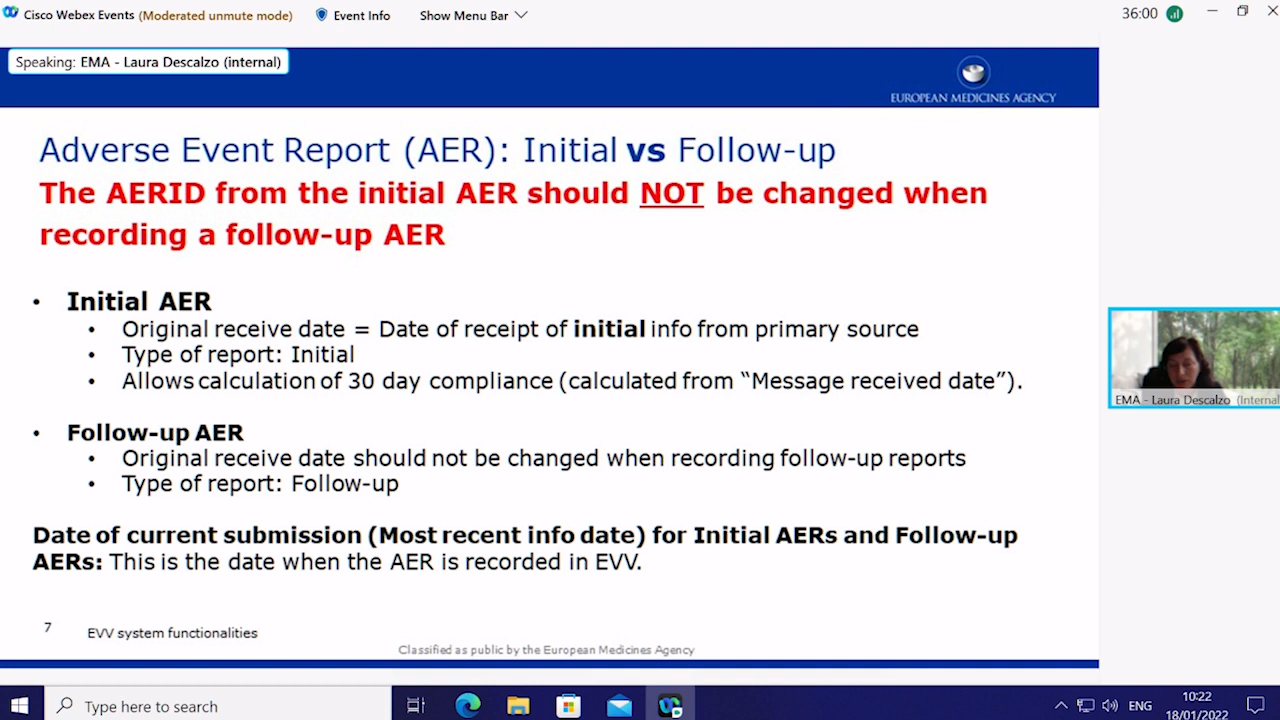 Cisco Webex Events (Moderated unmute mode) Event Info Show Menu Bar 36:00
Speaking: EMA - Laura Descalzo (internal)
EUROPEAN MEDICINES AGENCY
Adverse Event Report (AER): Initial vs Follow-up
The AERID from the initial AER should NOT be changed when
recording a follow-up AER
• Initial AER
• Original receive date = Date of receipt of initial info from primary source
• Type of report: Initial
• Allows calculation of 30 day compliance (calculated from “Message received date”).
EMA - Laura Descalzo (Internal
• Follow-up AER
• Original receive date should not be changed when recording follow-up reports
• Type of report: Follow-up
Date of current submission (Most recent info date) for Initial AERs and Follow-up
AERs: This is the date when the AER is recorded in EVV.
7 EVV system functionalities
Classified as public by the European Medicines Agency
Type here to search
ENG
10:22
18/01/2022